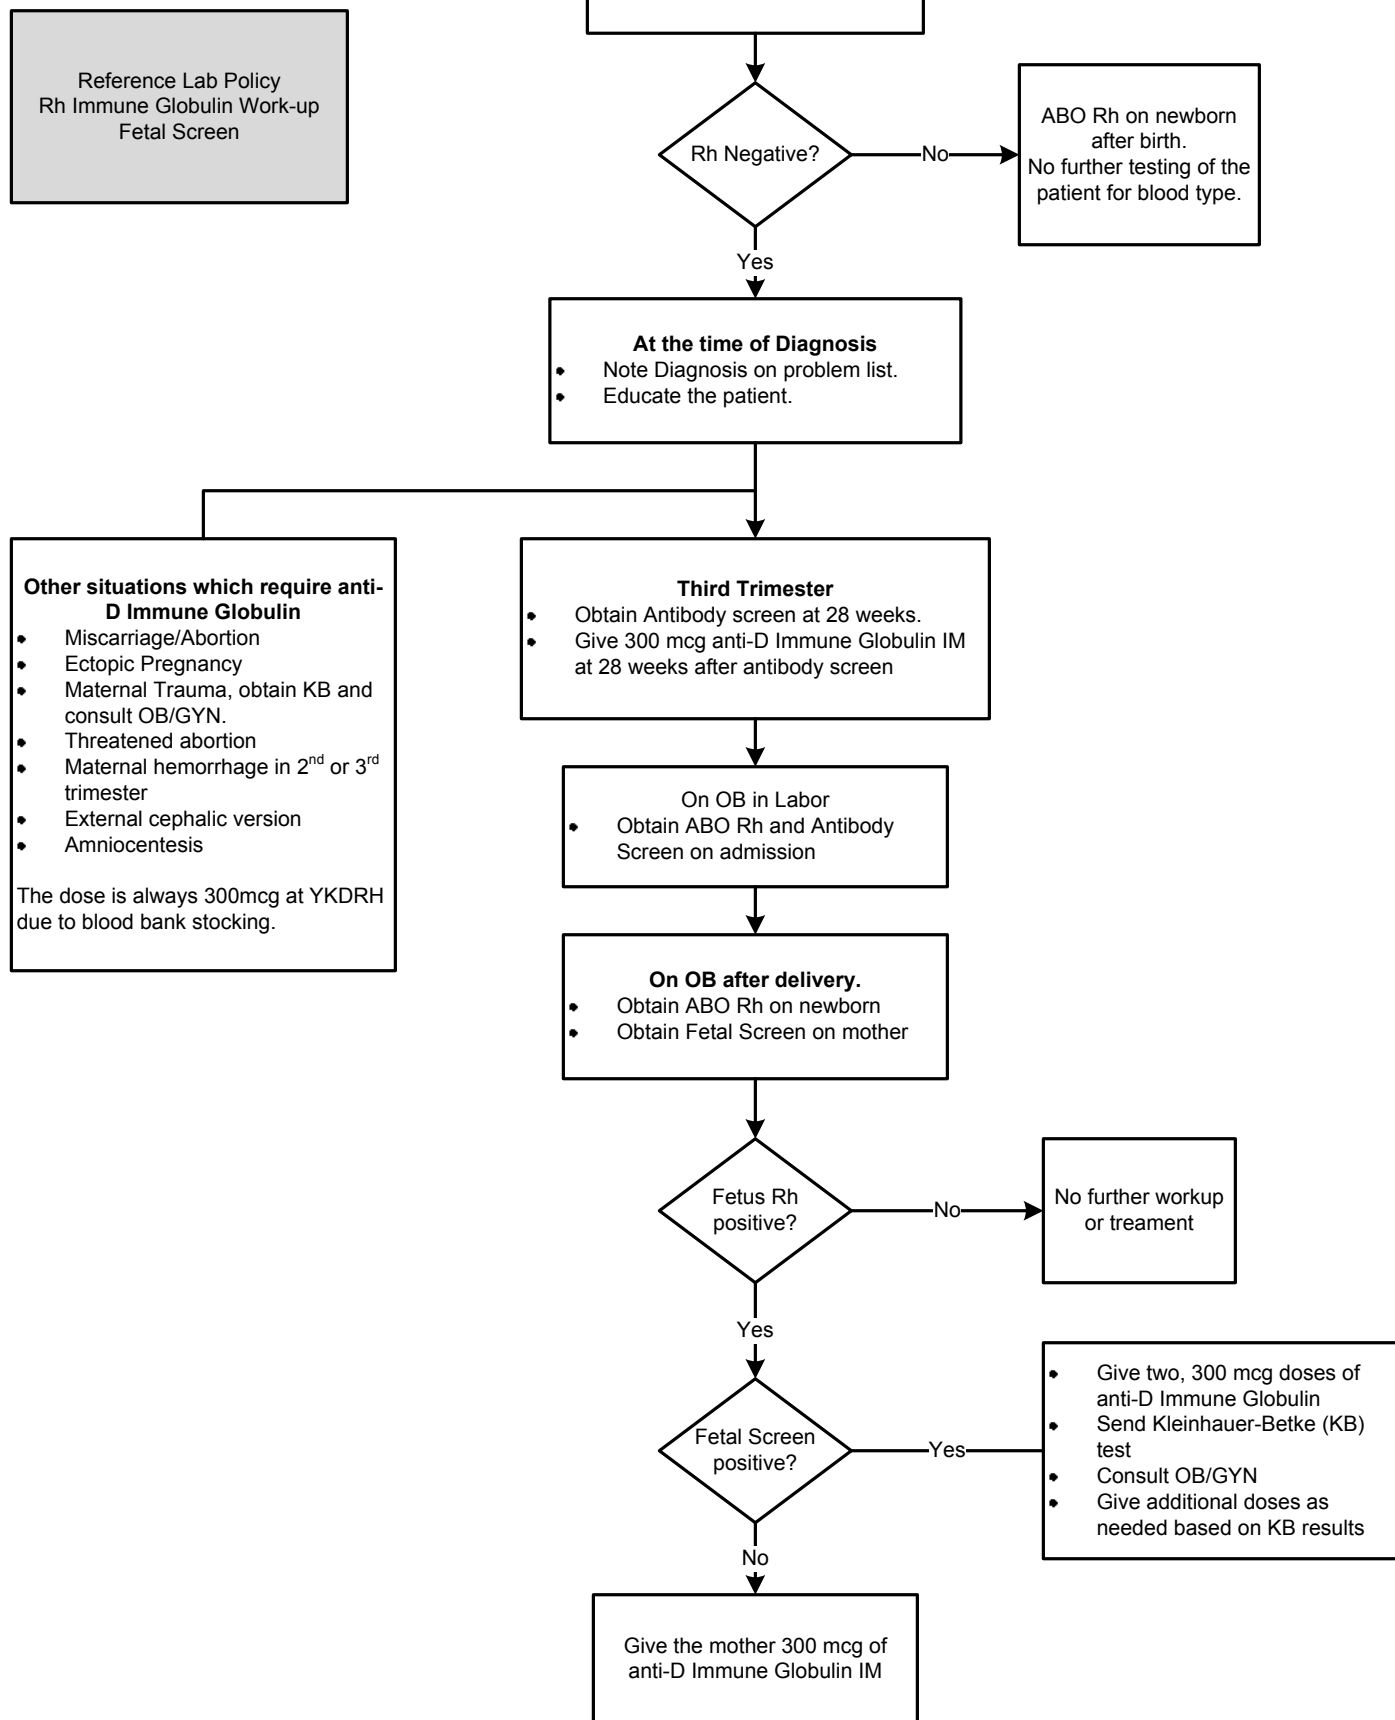 Reference Lab Policy
Rh Immune Globulin Work-up
Fetal Screen
Rh Negative?
No
ABO Rh on newborn
after birth.
No further testing of the
patient for blood type.
Yes
At the time of Diagnosis
• Note Diagnosis on problem list.
• Educate the patient.
Other situations which require anti-
D Immune Globulin
• Miscarriage/Abortion
• Ectopic Pregnancy
• Maternal Trauma, obtain KB and
consult OB/GYN.
• Threatened abortion
• Maternal hemorrhage in 2nd or 3rd
trimester
• External cephalic version
• Amniocentesis
The dose is always 300mcg at YKDRH
due to blood bank stocking.
Third Trimester
• Obtain Antibody screen at 28 weeks.
• Give 300 mcg anti-D Immune Globulin IM
at 28 weeks after antibody screen
On OB in Labor
• Obtain ABO Rh and Antibody
Screen on admission
On OB after delivery.
• Obtain ABO Rh on newborn
• Obtain Fetal Screen on mother
Fetus Rh
positive?
No
No further workup
or treament
Yes
Fetal Screen
positive?
Yes
• Give two, 300 mcg doses of
anti-D Immune Globulin
• Send Kleinhauer-Betke (KB)
test
• Consult OB/GYN
• Give additional doses as
needed based on KB results
No
Give the mother 300 mcg of
anti-D Immune Globulin IM